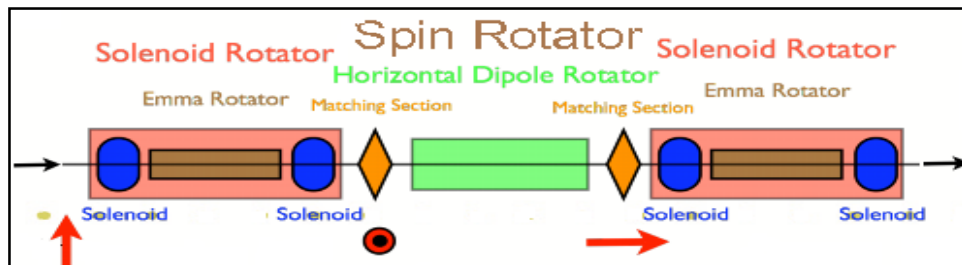 Spin Rotator
Solenoid Rotator
Solenoid Rotator
Horizontal Dipole Rotator
Emma Rotator
Matching Section
Matching Section
Emma Rotator
Solenoid
Solenoid
Solenoid
Solenoid